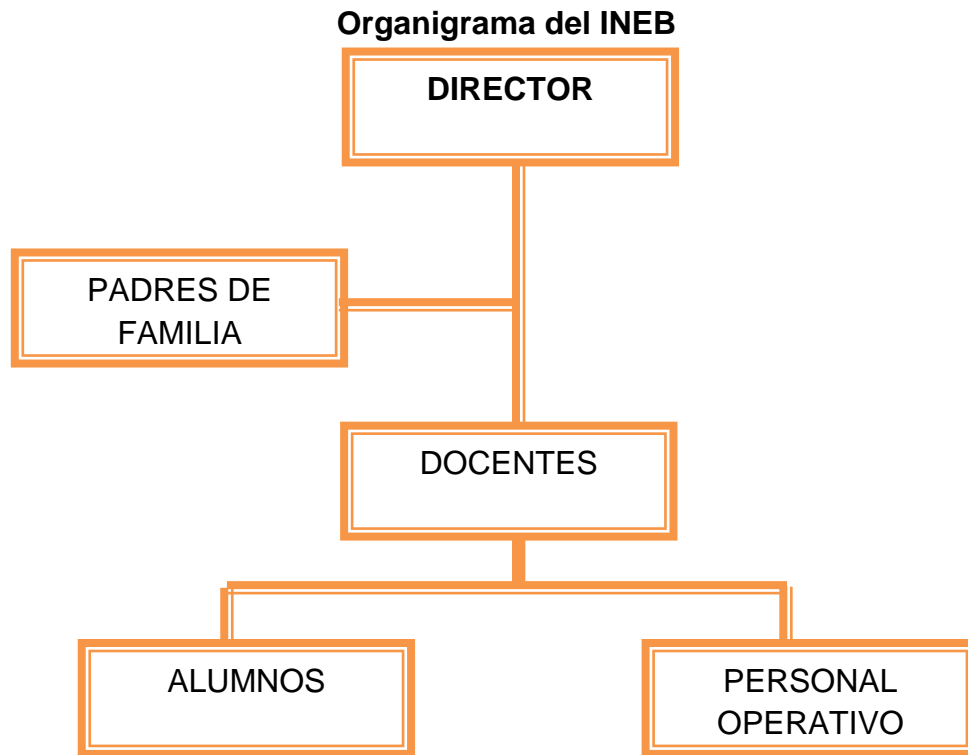 Organigrama del INEB
DIRECTOR
PADRES DE
FAMILIA
DOCENTES
ALUMNOS
PERSONAL
OPERATIVO